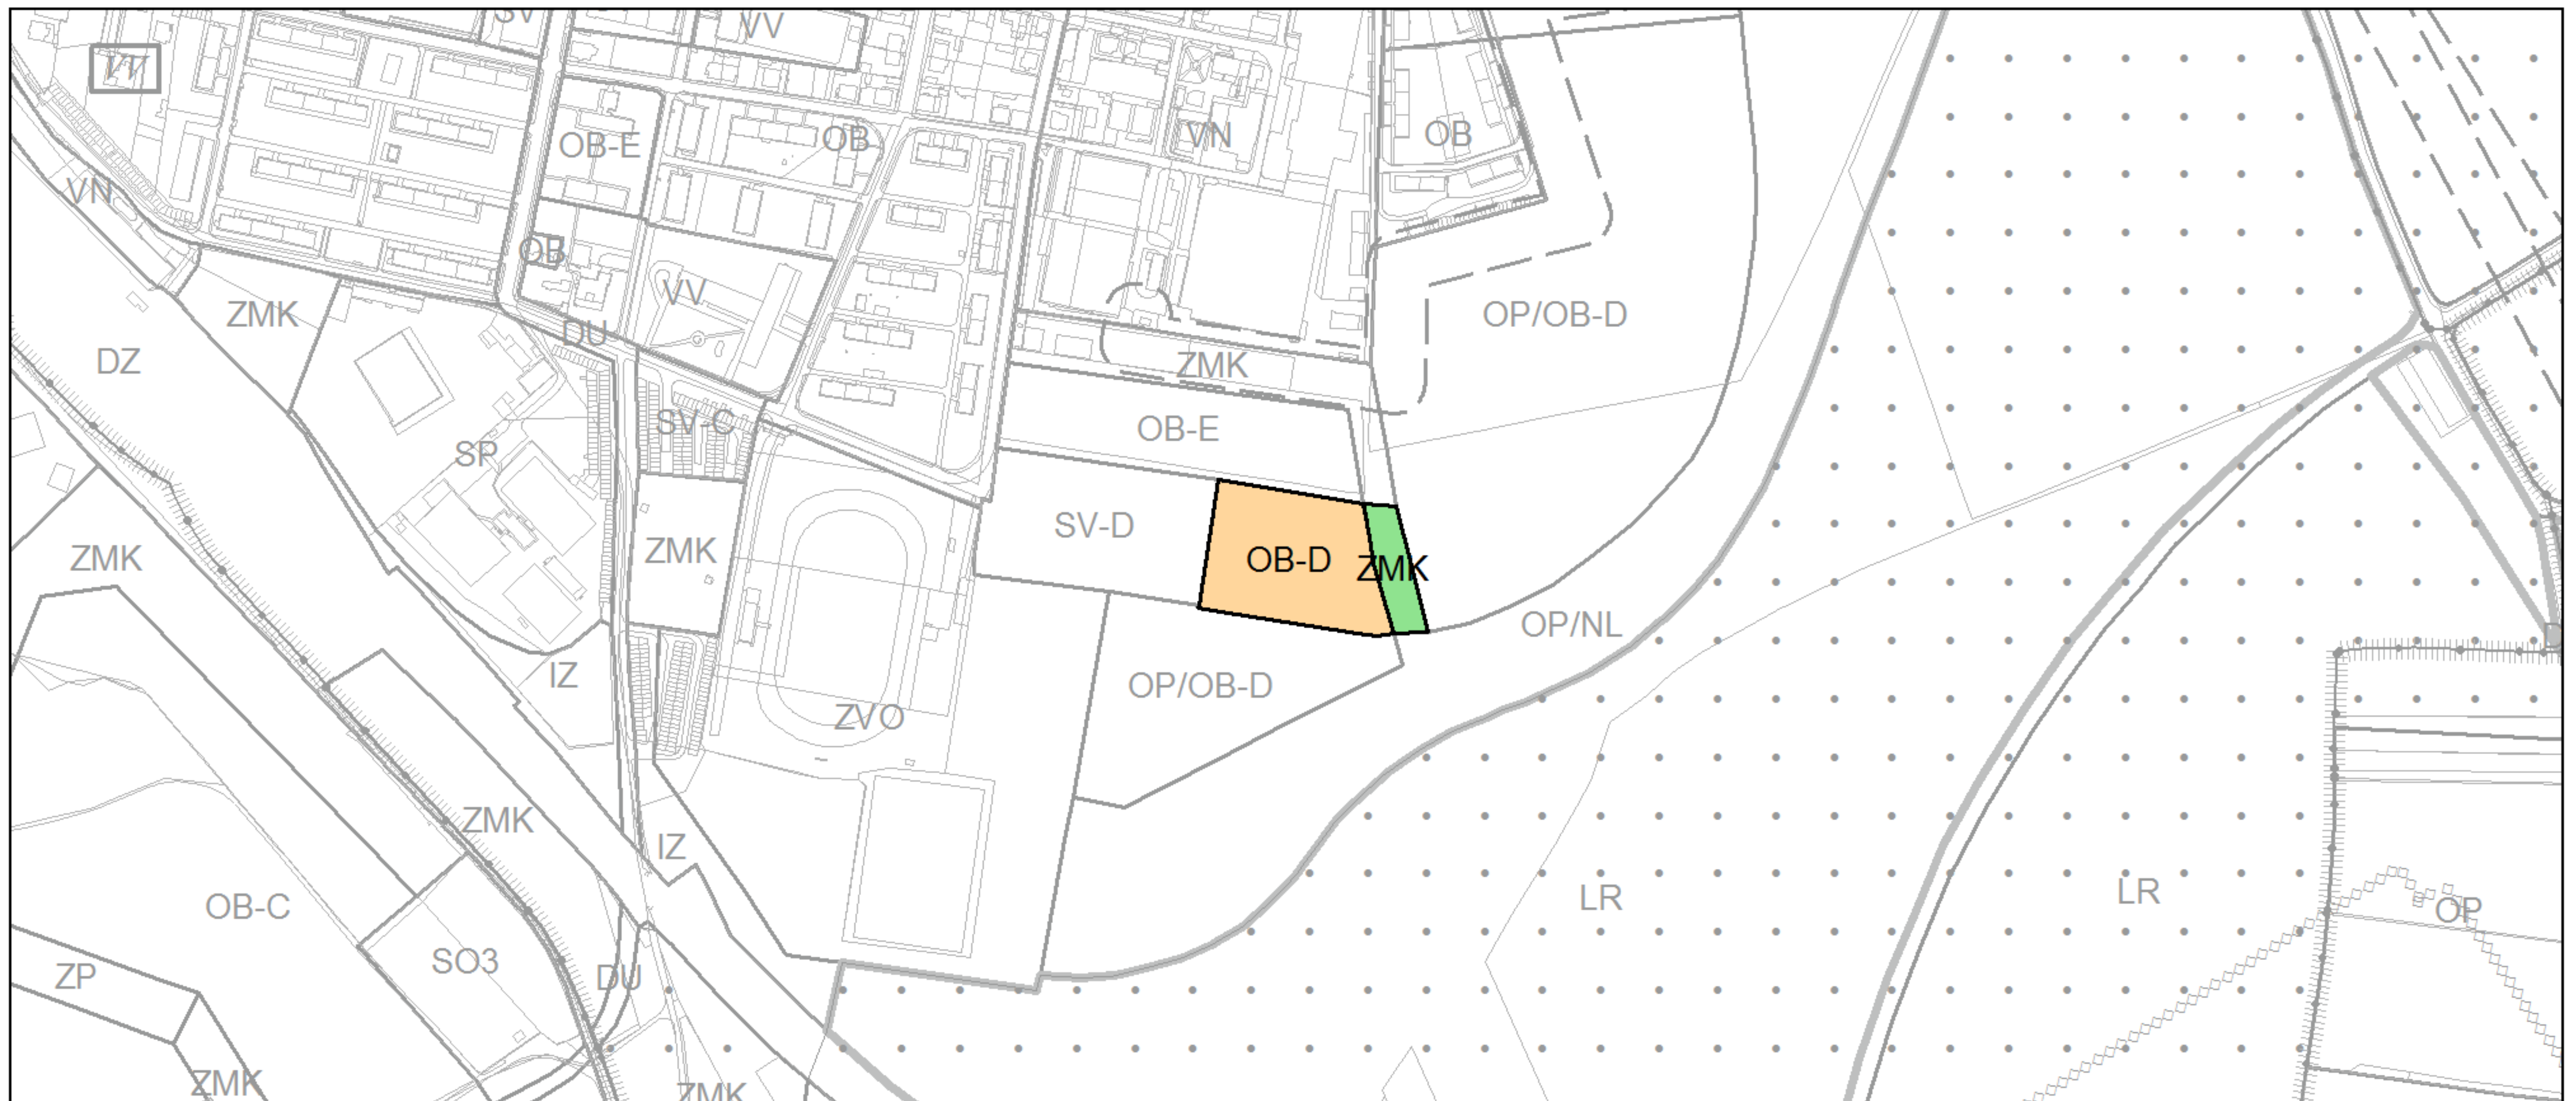 SV
VV
VV
OB-E
OB
VN
OB
VN
OB
VV
ZMK
OP/OB-D
DU
DZ
ZMK
SV-C
OB-E
SP
SV-D
ZMK
ZMK
OB-D
ZMK
OP/NL
IZ
OP/OB-D
ZVO
ZMK
IZ
LR
LR
OB-C
OP
SO3
ZP
DU
ZMK
ZMK